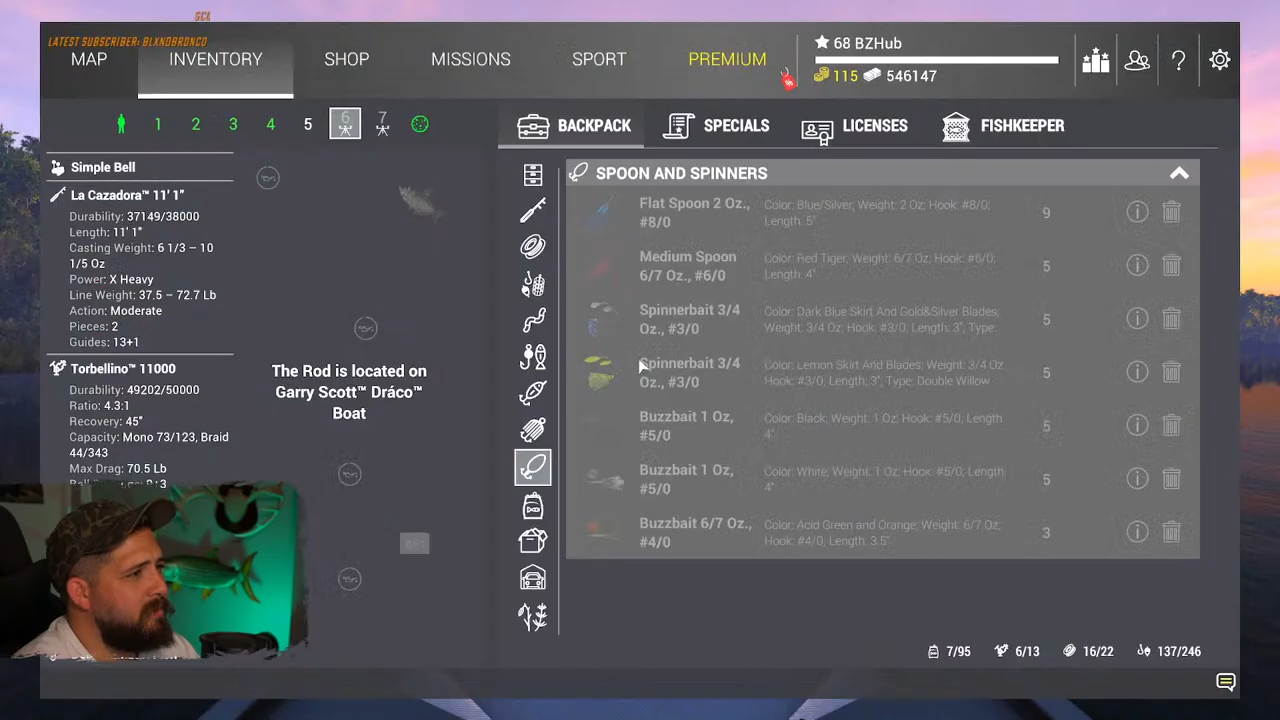 SCL
LATEST SUBSCRIBER: BLXNDBRONCO
MAP
INVENTORY
SHOP
MISSIONS
SPORT
PREMIUM
68 BZHub
115 546147
1 2 3 4 5 6 7
BACKPACK
SPECIALS
LICENSES
FISHKEEPER
Simple Bell
La Cazadora™ 11' 1"
Durability: 37149/38000
Length: 11' 1"
Casting Weight: 6 1/3 – 10
1/5 Oz
Power: X Heavy
Line Weight: 37.5 – 72.7 Lb
Action: Moderate
Pieces: 2
Guides: 13+1
Torbellino™ 11000
Durability: 49202/50000
Ratio: 4.3:1
Recovery: 45"
Capacity: Mono 73/123, Braid
44/343
Max Drag: 70.5 Lb
The Rod is located on
Garry Scott™ Dráco™
Boat
SPOON AND SPINNERS
Flat Spoon 2 Oz.,
#8/0
Color: Blue/Silver, Weight: 2 Oz; Hook: #8/0;
Length: 5"
9
Medium Spoon
6/7 Oz., #6/0
Color: Red Tiger, Weight: 6/7 Oz; Hook: #6/0;
Length: 4"
5
Spinnerbait 3/4
Oz., #3/0
Color: Dark Blue Skirt And Gold&Silver Blades;
Weight, 3/4 Oz; Hook: #3/0, Length: 3", Type:
5
Spinnerbait 3/4
Oz., #3/0
Color: Lemon Skirt And Blades; Weight: 3/4 Oz
Hook: #3/0, Length: 3", Type: Double Willow
5
Buzzbait 1 Oz,
#5/0
Color: Black; Weight: 1 Oz; Hook: #5/0, Length
4"
5
Buzzbait 1 Oz,
#5/0
Color: White; Weight: 1 Oz; Hook: #5/0, Length
4"
5
Buzzbait 6/7 Oz.,
#4/0
Color: Acid Green and Orange; Weight: 6/7 Oz;
Hook: #4/0; Length: 3.5"
3
7/95
6/13
16/22
137/246